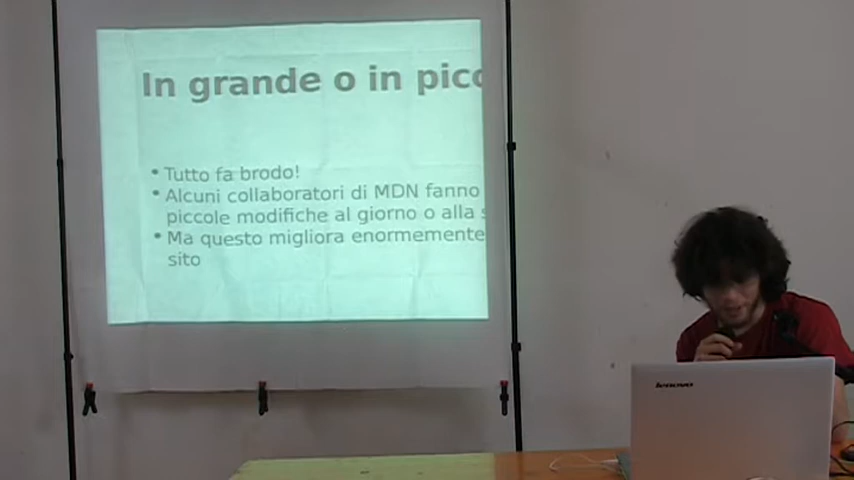 In grande o in picc
• Tutto fa brodo!
• Alcuni collaboratori di MDN fanno
piccole modifiche al giorno o alla s
• Ma questo migliora enormemente
sito
lenovo